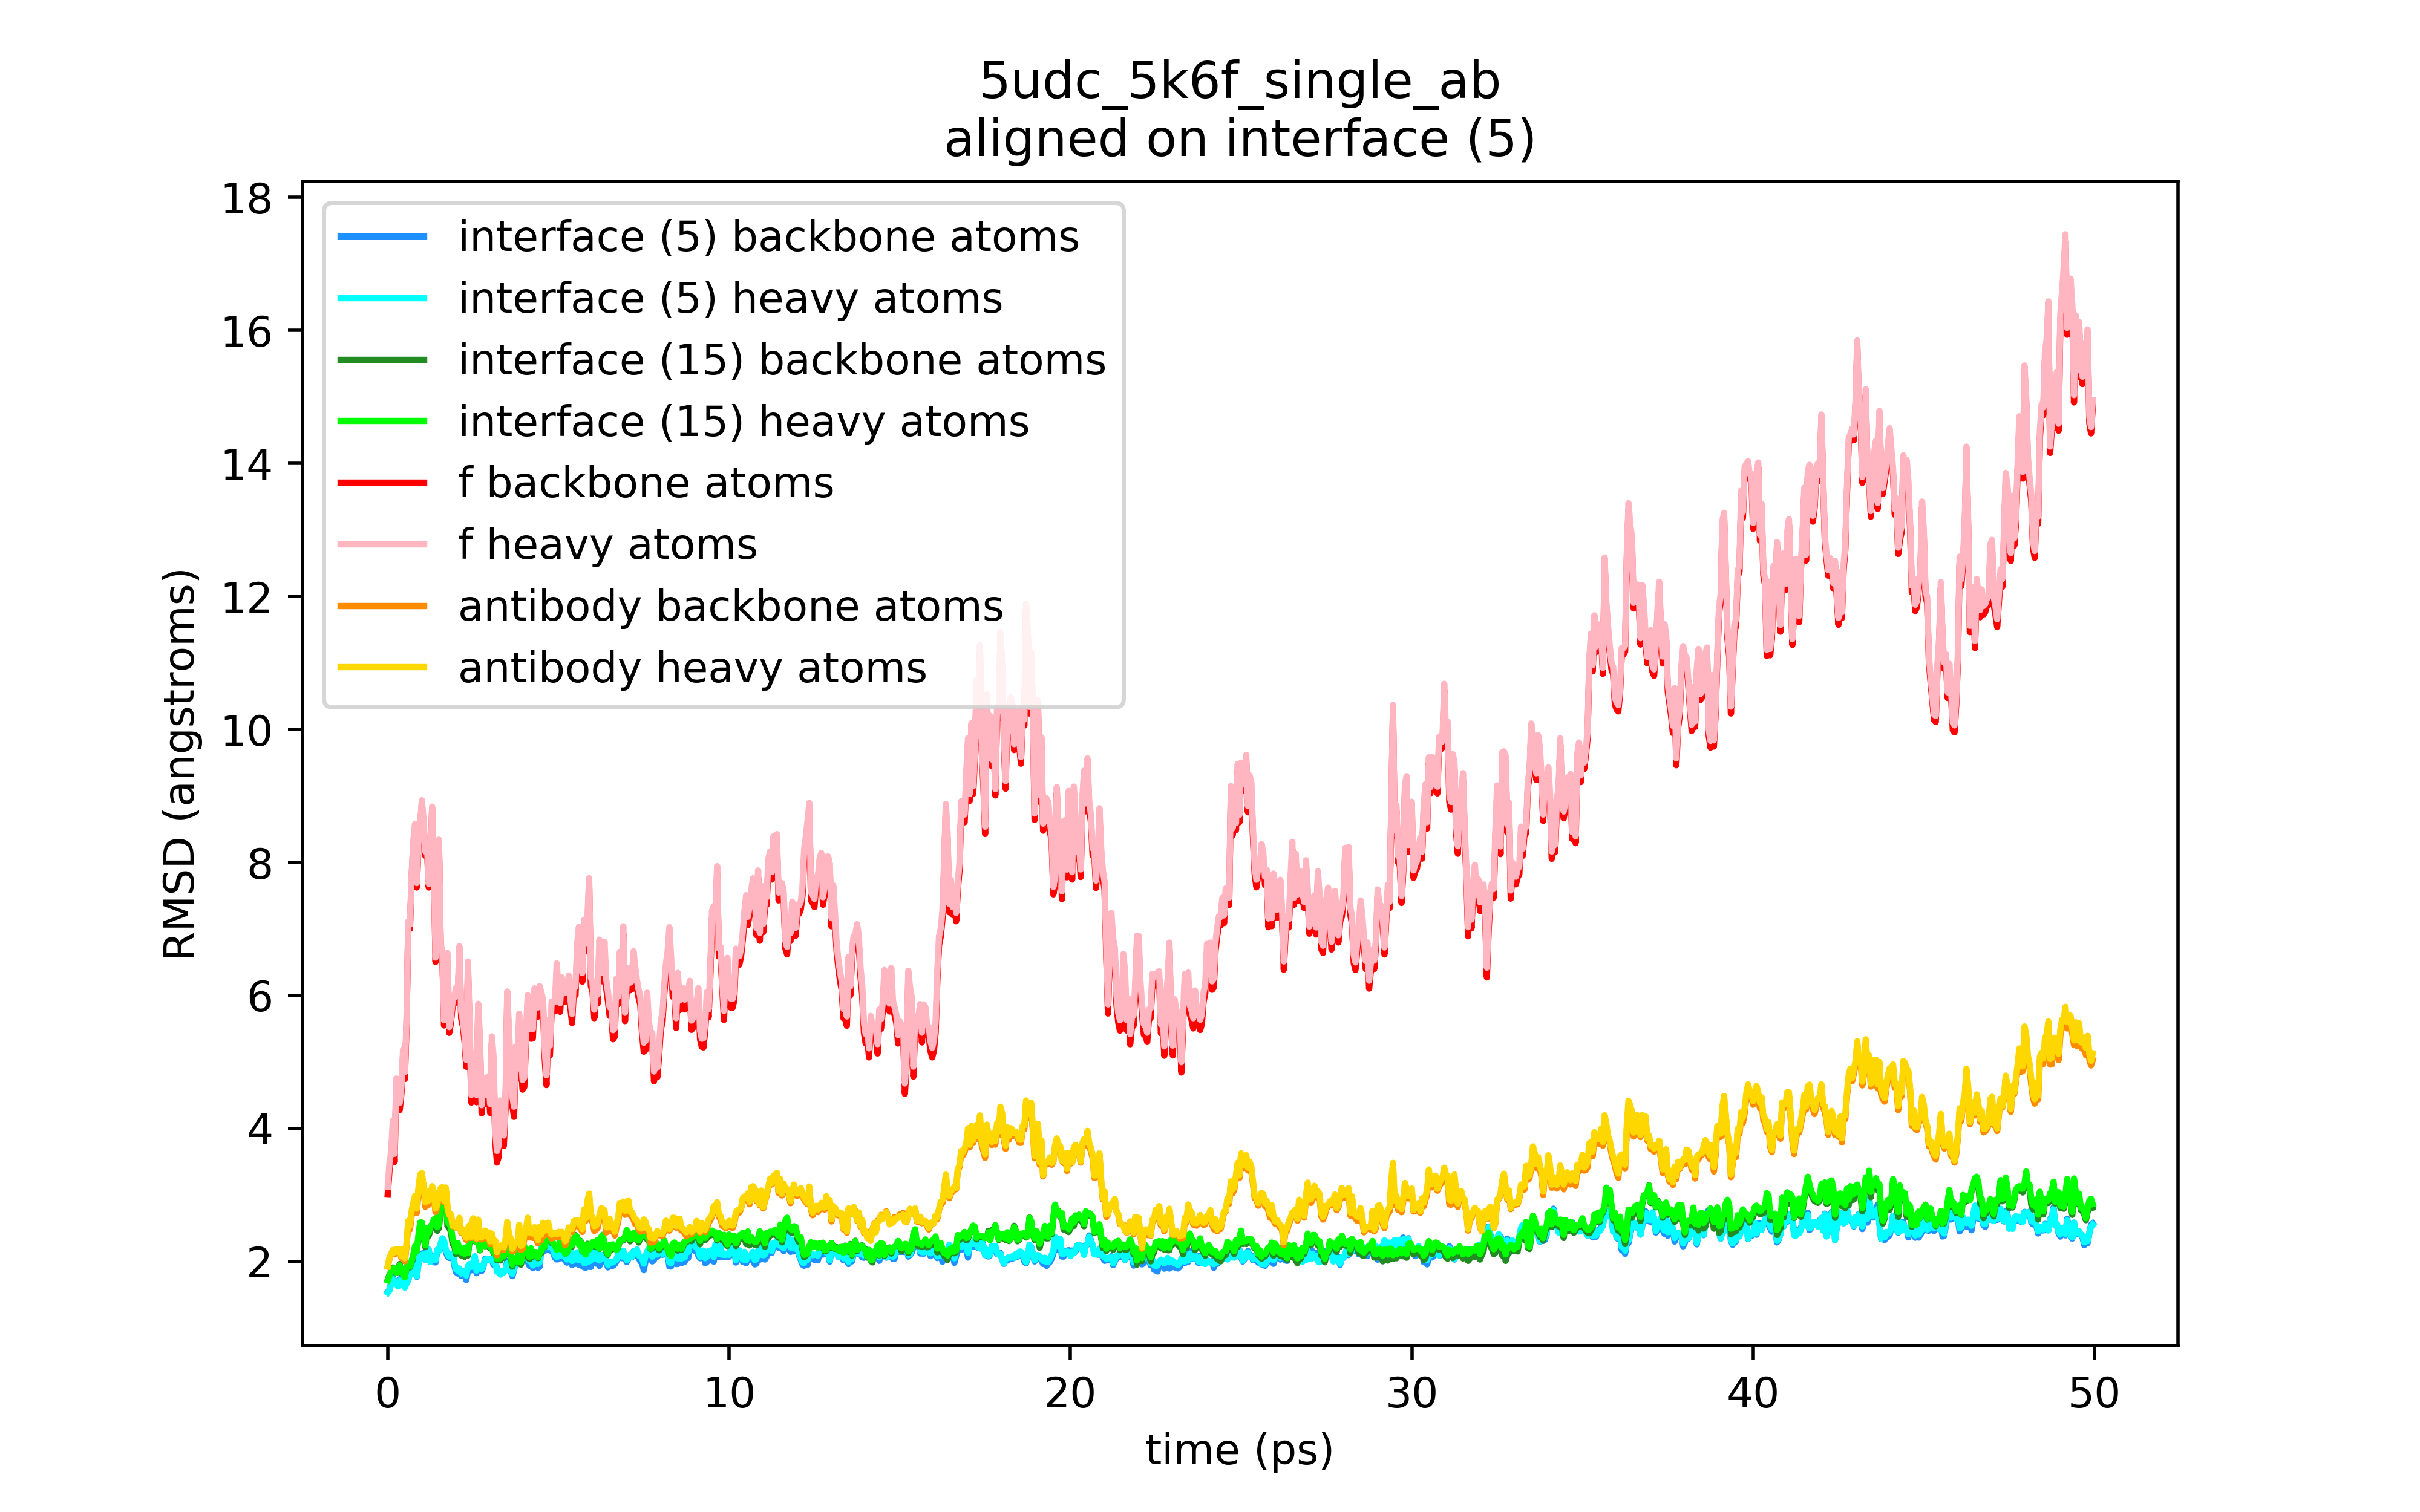 5udc_5k6f_single_ab
aligned on interface (5)
18
16
14
12
10
8
6
4
2
RMSD (angstroms)
interface (5) backbone atoms
interface (5) heavy atoms
interface (15) backbone atoms
interface (15) heavy atoms
f backbone atoms
f heavy atoms
antibody backbone atoms
antibody heavy atoms
0 10 20 30 40 50
time (ps)